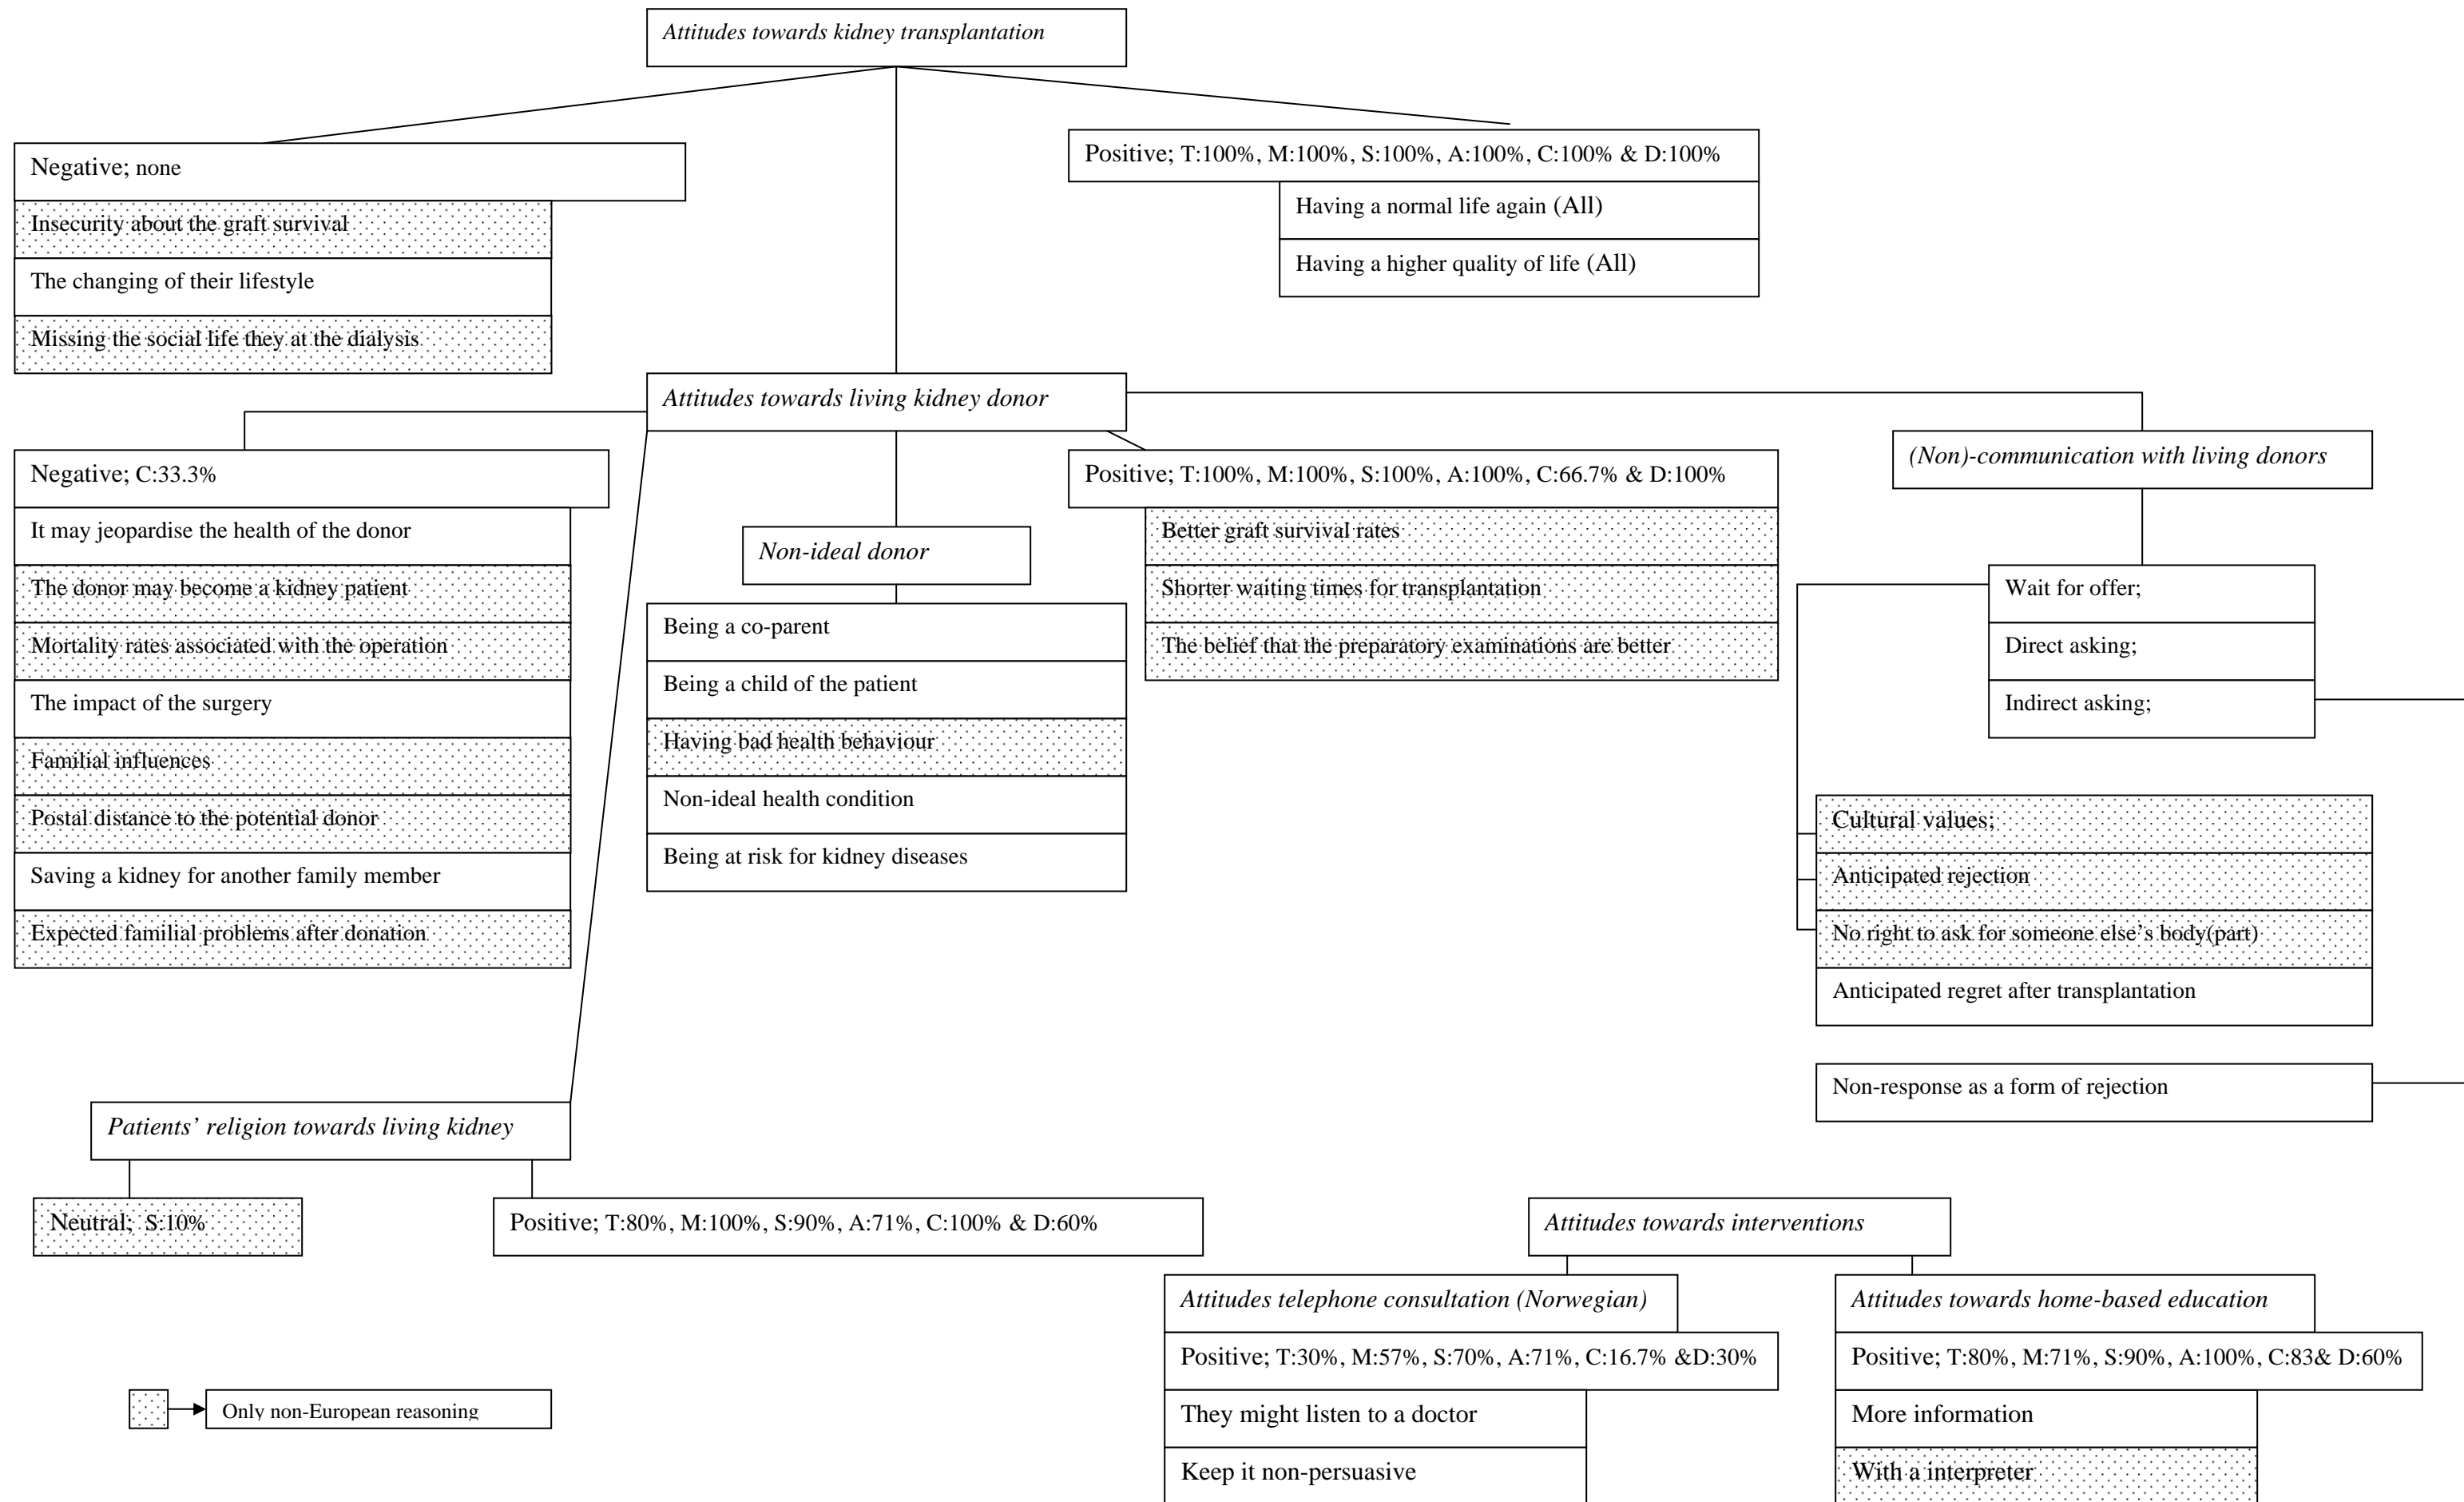 Attitudes towards kidney transplantation
Negative; none
Insecurity about the graft survival
The changing of their lifestyle
Missing the social life they at the dialysis
Positive; T:100%, M:100%, S:100%, A:100%, C:100% & D:100%
Having a normal life again (All)
Having a higher quality of life (All)
Attitudes towards living kidney donor
Negative; C:33.3%
It may jeopardise the health of the donor
The donor may become a kidney patient
Mortality rates associated with the operation
The impact of the surgery
Familial influences
Postal distance to the potential donor
Saving a kidney for another family member
Expected familial problems after donation
Non-ideal donor
Being a co-parent
Being a child of the patient
Having bad health behaviour
Non-ideal health condition
Being at risk for kidney diseases
Positive; T:100%, M:100%, S:100%, A:100%, C:66.7% & D:100%
Better graft survival rates
Shorter waiting times for transplantation
The belief that the preparatory examinations are better
(Non)-communication with living donors
Wait for offer;
Direct asking;
Indirect asking;
Cultural values;
Anticipated rejection
No right to ask for someone else’s body(part)
Anticipated regret after transplantation
Non-response as a form of rejection
Patients’ religion towards living kidney
Neutral; S:10%
Positive; T:80%, M:100%, S:90%, A:71%, C:100% & D:60%
Attitudes towards interventions
Attitudes telephone consultation (Norwegian)
Positive; T:30%, M:57%, S:70%, A:71%, C:16.7% &D:30%
They might listen to a doctor
Keep it non-persuasive
Attitudes towards home-based education
Positive; T:80%, M:71%, S:90%, A:100%, C:83& D:60%
More information
With a interpreter
Only non-European reasoning